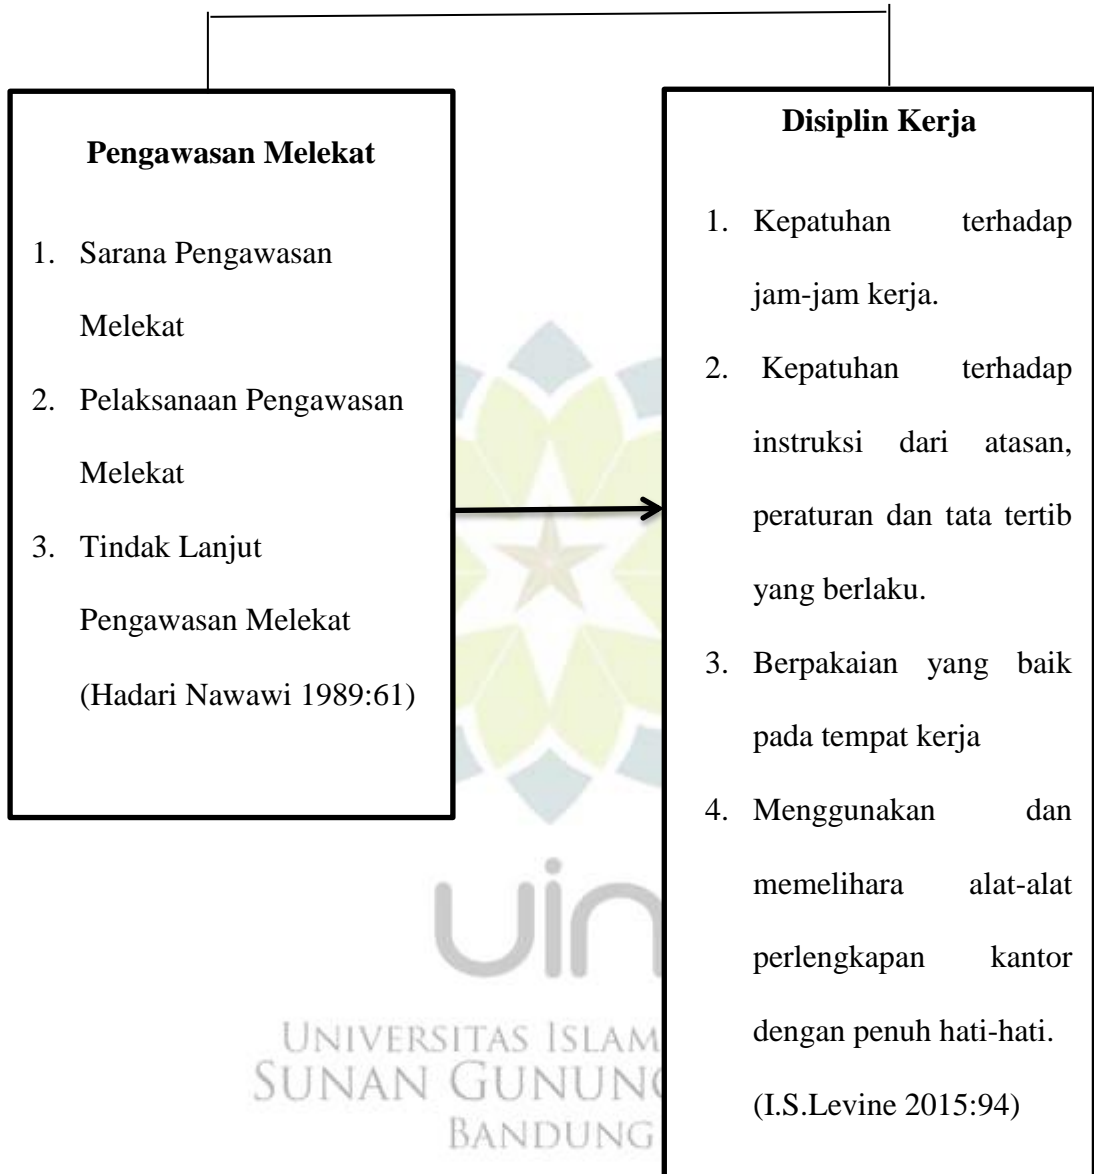 Pengawasan Melekat
1. Sarana Pengawasan
Melekat
2. Pelaksanaan Pengawasan
Melekat
3. Tindak Lanjut
Pengawasan Melekat
(Hadari Nawawi 1989:61)
Disiplin Kerja
1. Kepatuhan terhadap
jam-jam kerja.
2. Kepatuhan terhadap
instruksi dari atasan,
peraturan dan tata tertib
yang berlaku.
3. Berpakaian yang baik
pada tempat kerja
4. Menggunakan dan
memelihara alat-alat
perlengkapan kantor
dengan penuh hati-hati.
(I.S.Levine 2015:94)
uin
UNIVERSITAS ISLAM
SUNAN GUNUNG
BANDUNG